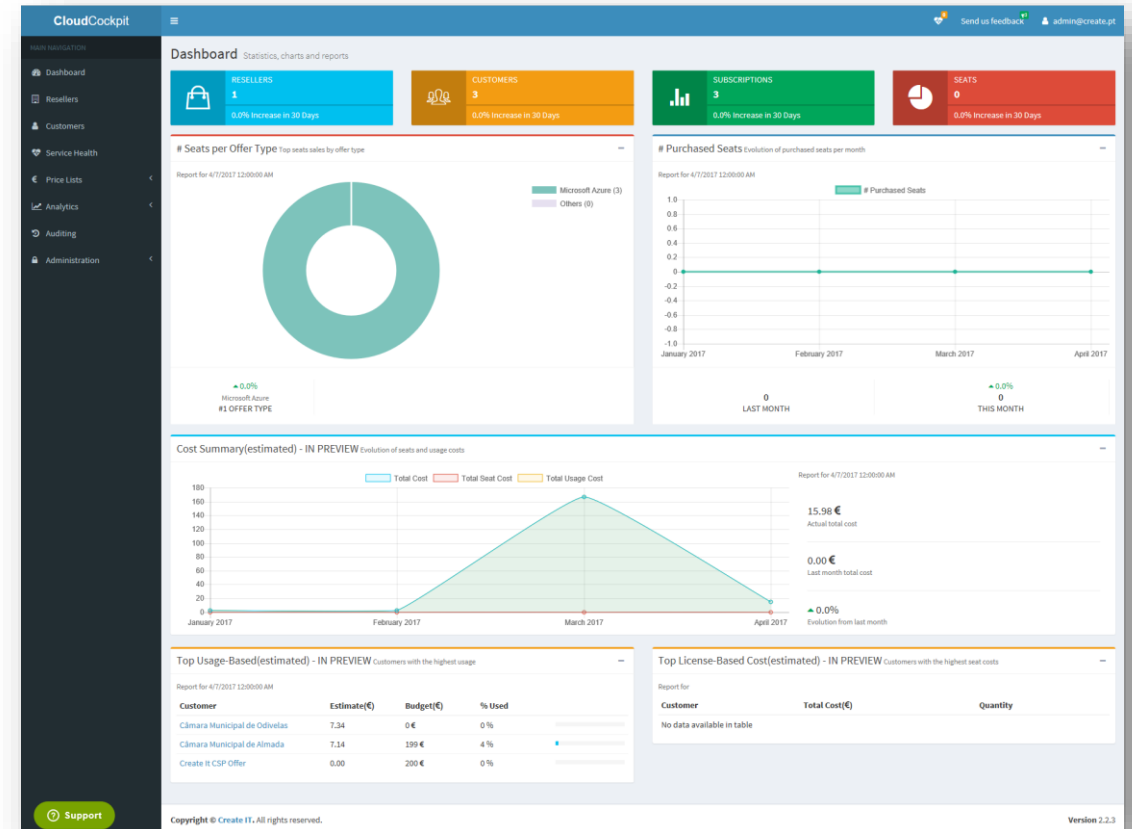 CloudCockpit
6
Send us feedback
admin@create.pt
MAIN NAVIGATION
Dashboard
Resellers
Customers
Service Health
€ Price Lists
Analytics
Auditing
Administration
Support
Dashboard Statistics, charts and reports
RESELLERS
1
0.0% Increase in 30 Days
CUSTOMERS
3
0.0% Increase in 30 Days
SUBSCRIPTIONS
3
0.0% Increase in 30 Days
SEATS
0
0.0% Increase in 30 Days
# Seats per Offer Type Top seats sales by offer type
Report for 4/7/2017 12:00:00 AM
Microsoft Azure (3)
Others (0)
0.0%
Microsoft Azure
#1 OFFER TYPE
# Purchased Seats Evolution of purchased seats per month
Report for 4/7/2017 12:00:00 AM
# Purchased Seats
1.0
0.8
0.6
0.4
0.2
0
-0.2
-0.4
-0.6
-0.8
-1.0
January 2017 February 2017 March 2017 April 2017
0
LAST MONTH
0.0%
0
THIS MONTH
Cost Summary(estimated) - IN PREVIEW Evolution of seats and usage costs
Total Cost Total Seat Cost Total Usage Cost
180
160
140
120
100
80
60
40
20
0
January 2017 February 2017 March 2017 April 2017
Report for 4/7/2017 12:00:00 AM
15.98 €
Actual total cost
0.00 €
Last month total cost
0.0%
Evolution from last month
Top Usage-Based(estimated) - IN PREVIEW Customers with the highest usage
Report for 4/7/2017 12:00:00 AM
Customer Estimate(€) Budget(€) % Used
Câmara Municipal de Odivelas 7.34 0 € 0 %
Câmara Municipal de Almada 7.14 199 € 4 %
Create It CSP Offer 0.00 200 € 0 %
Top License-Based Cost(estimated) - IN PREVIEW Customers with the highest seat costs
Report for
Customer Total Cost(€) Quantity
No data available in table
Copyright © Create IT. All rights reserved.
Version 2.2.3